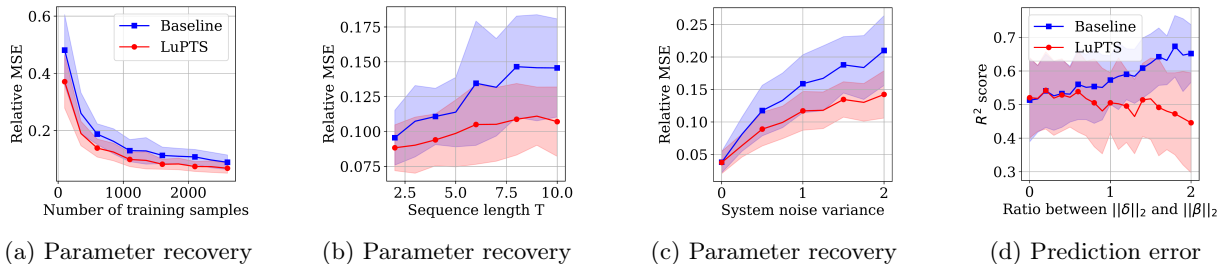 Baseline
LuPTS
Relative MSE
0.6
0.4
0.2
0
1000
2000
Number of training samples
(a) Parameter recovery
Relative MSE
0.175
0.150
0.125
0.100
0.075
2.5
5.0
7.5
10.0
Sequence length T
(b) Parameter recovery
Relative MSE
0.25
0.20
0.15
0.10
0.05
0
1
2
System noise variance
(c) Parameter recovery
Baseline
LuPTS
R² score
0.7
0.6
0.5
0.4
0.3
0
1
2
Ratio between ||δ||₂ and ||β||₂
(d) Prediction error